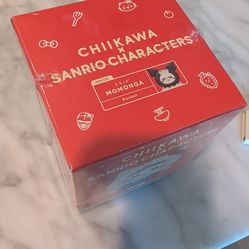 CHIIKAWA
×
SANRIO CHARACTERS
MOMONGA
Kuromi
CHIIKAWA
×
SANRIO CHARACTERS